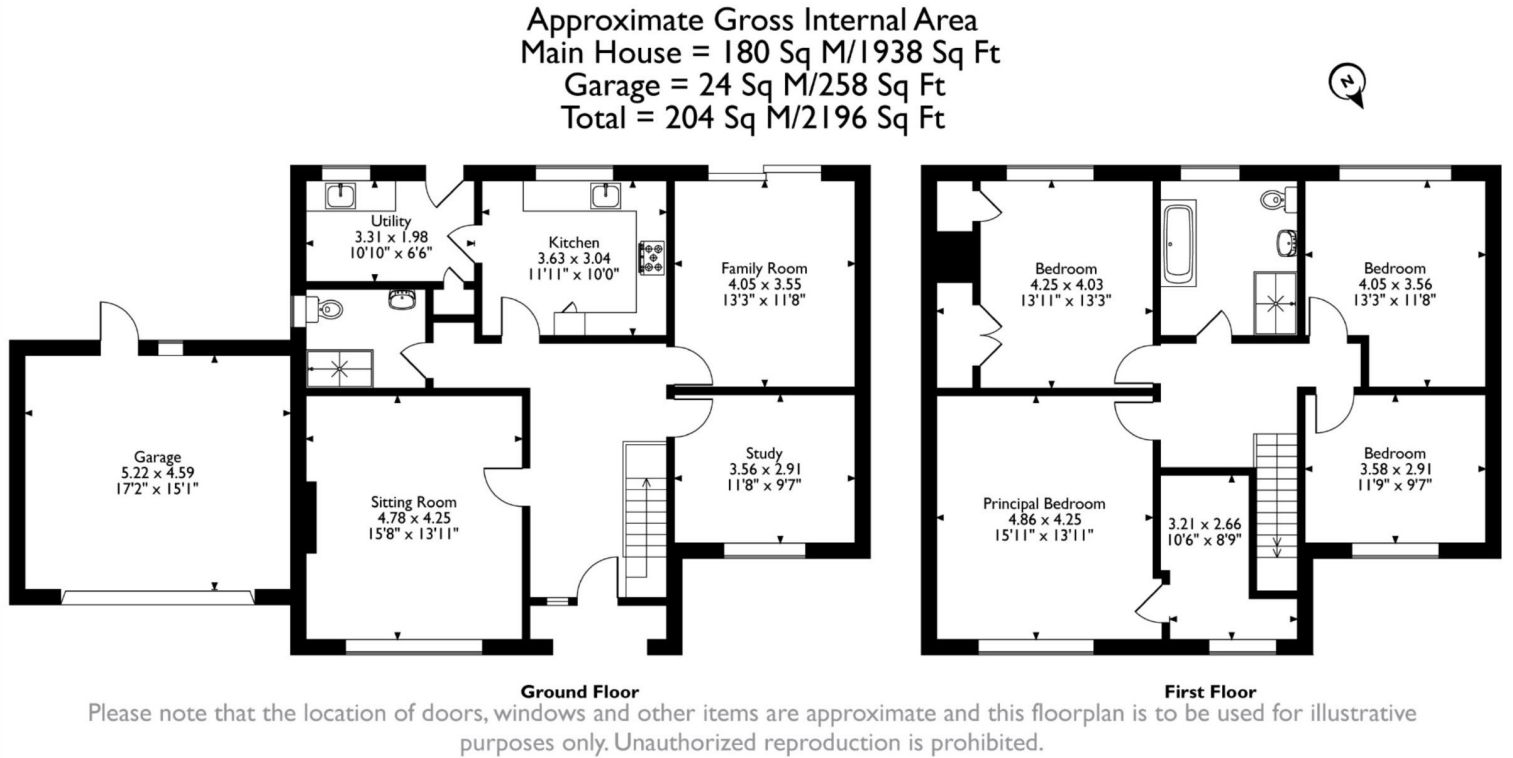 Approximate Gross Internal Area
Main House = 180 Sq M/1938 Sq Ft
Garage = 24 Sq M/258 Sq Ft
Total = 204 Sq M/2196 Sq Ft
N
Utility
3.31 x 1.98
10'10" x 6'6"
Kitchen
3.63 x 3.04
11'11" x 10'0"
Family Room
4.05 x 3.55
13'3" x 11'8"
Garage
5.22 x 4.59
17'2" x 15'1"
Sitting Room
4.78 x 4.25
15'8" x 13'11"
Study
3.56 x 2.91
11'8" x 9'7"
Ground Floor
Bedroom
4.25 x 4.03
13'11" x 13'3"
Bedroom
4.05 x 3.56
13'3" x 11'8"
Principal Bedroom
4.86 x 4.25
15'11" x 13'11"
3.21 x 2.66
10'6" x 8'9"
Bedroom
3.58 x 2.91
11'9" x 9'7"
First Floor
Please note that the location of doors, windows and other items are approximate and this floorplan is to be used for illustrative
purposes only. Unauthorized reproduction is prohibited.